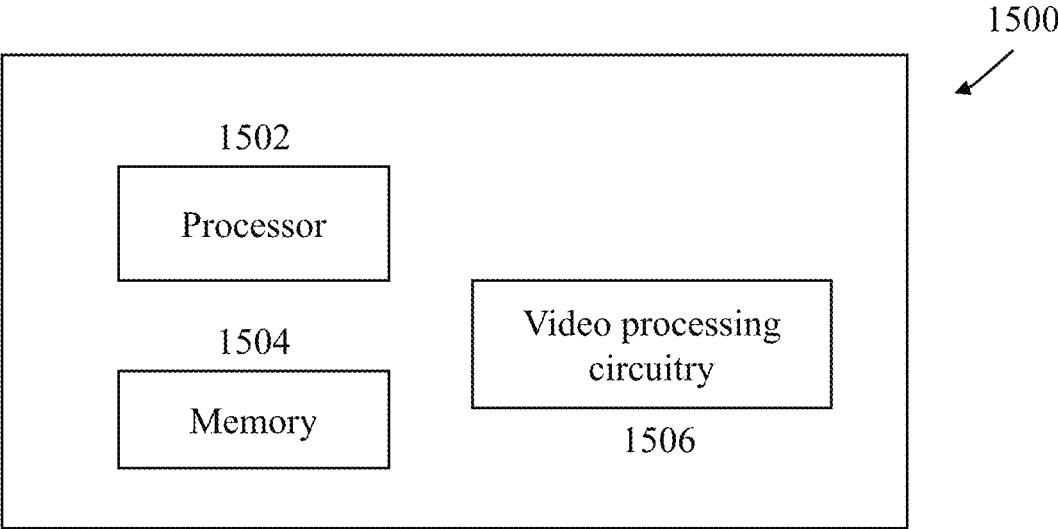 1500
1502
Processor
1504
Memory
Video processing
circuitry
1506